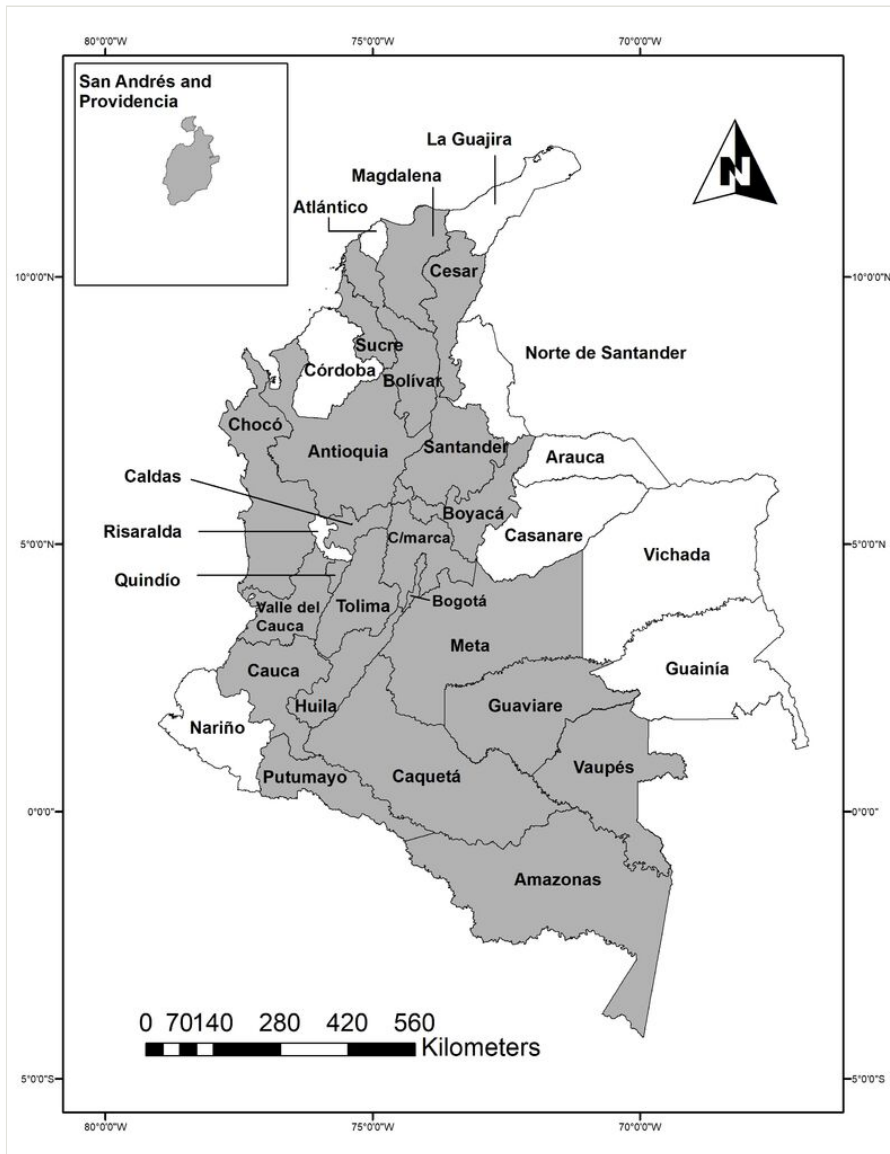 80°0'0"W
75°0'0"W
70°0'0"W
San Andrés and
Providencia
La Guajira
N
Magdalena
Atlántico
10°0'0"N
10°0'0"N
Cesar
Sucre
Norte de Santander
Córdoba
Bolívar
Chocó
Antioquia
Santander
Arauca
Caldas
Boyacá
Risaralda
C/marca
Casanare
5°0'0"N
5°0'0"N
Vichada
Quindío
Valle del
Cauca
Tolima
Bogotá
Meta
Cauca
Guainía
Huila
Guaviare
Nariño
Putumayo
Caquetá
Vaupés
0°0'0"
0°0'0"
Amazonas
0 70140 280 420 560
Kilometers
5°0'0"S
5°0'0"S
80°0'0"W
75°0'0"W
70°0'0"W